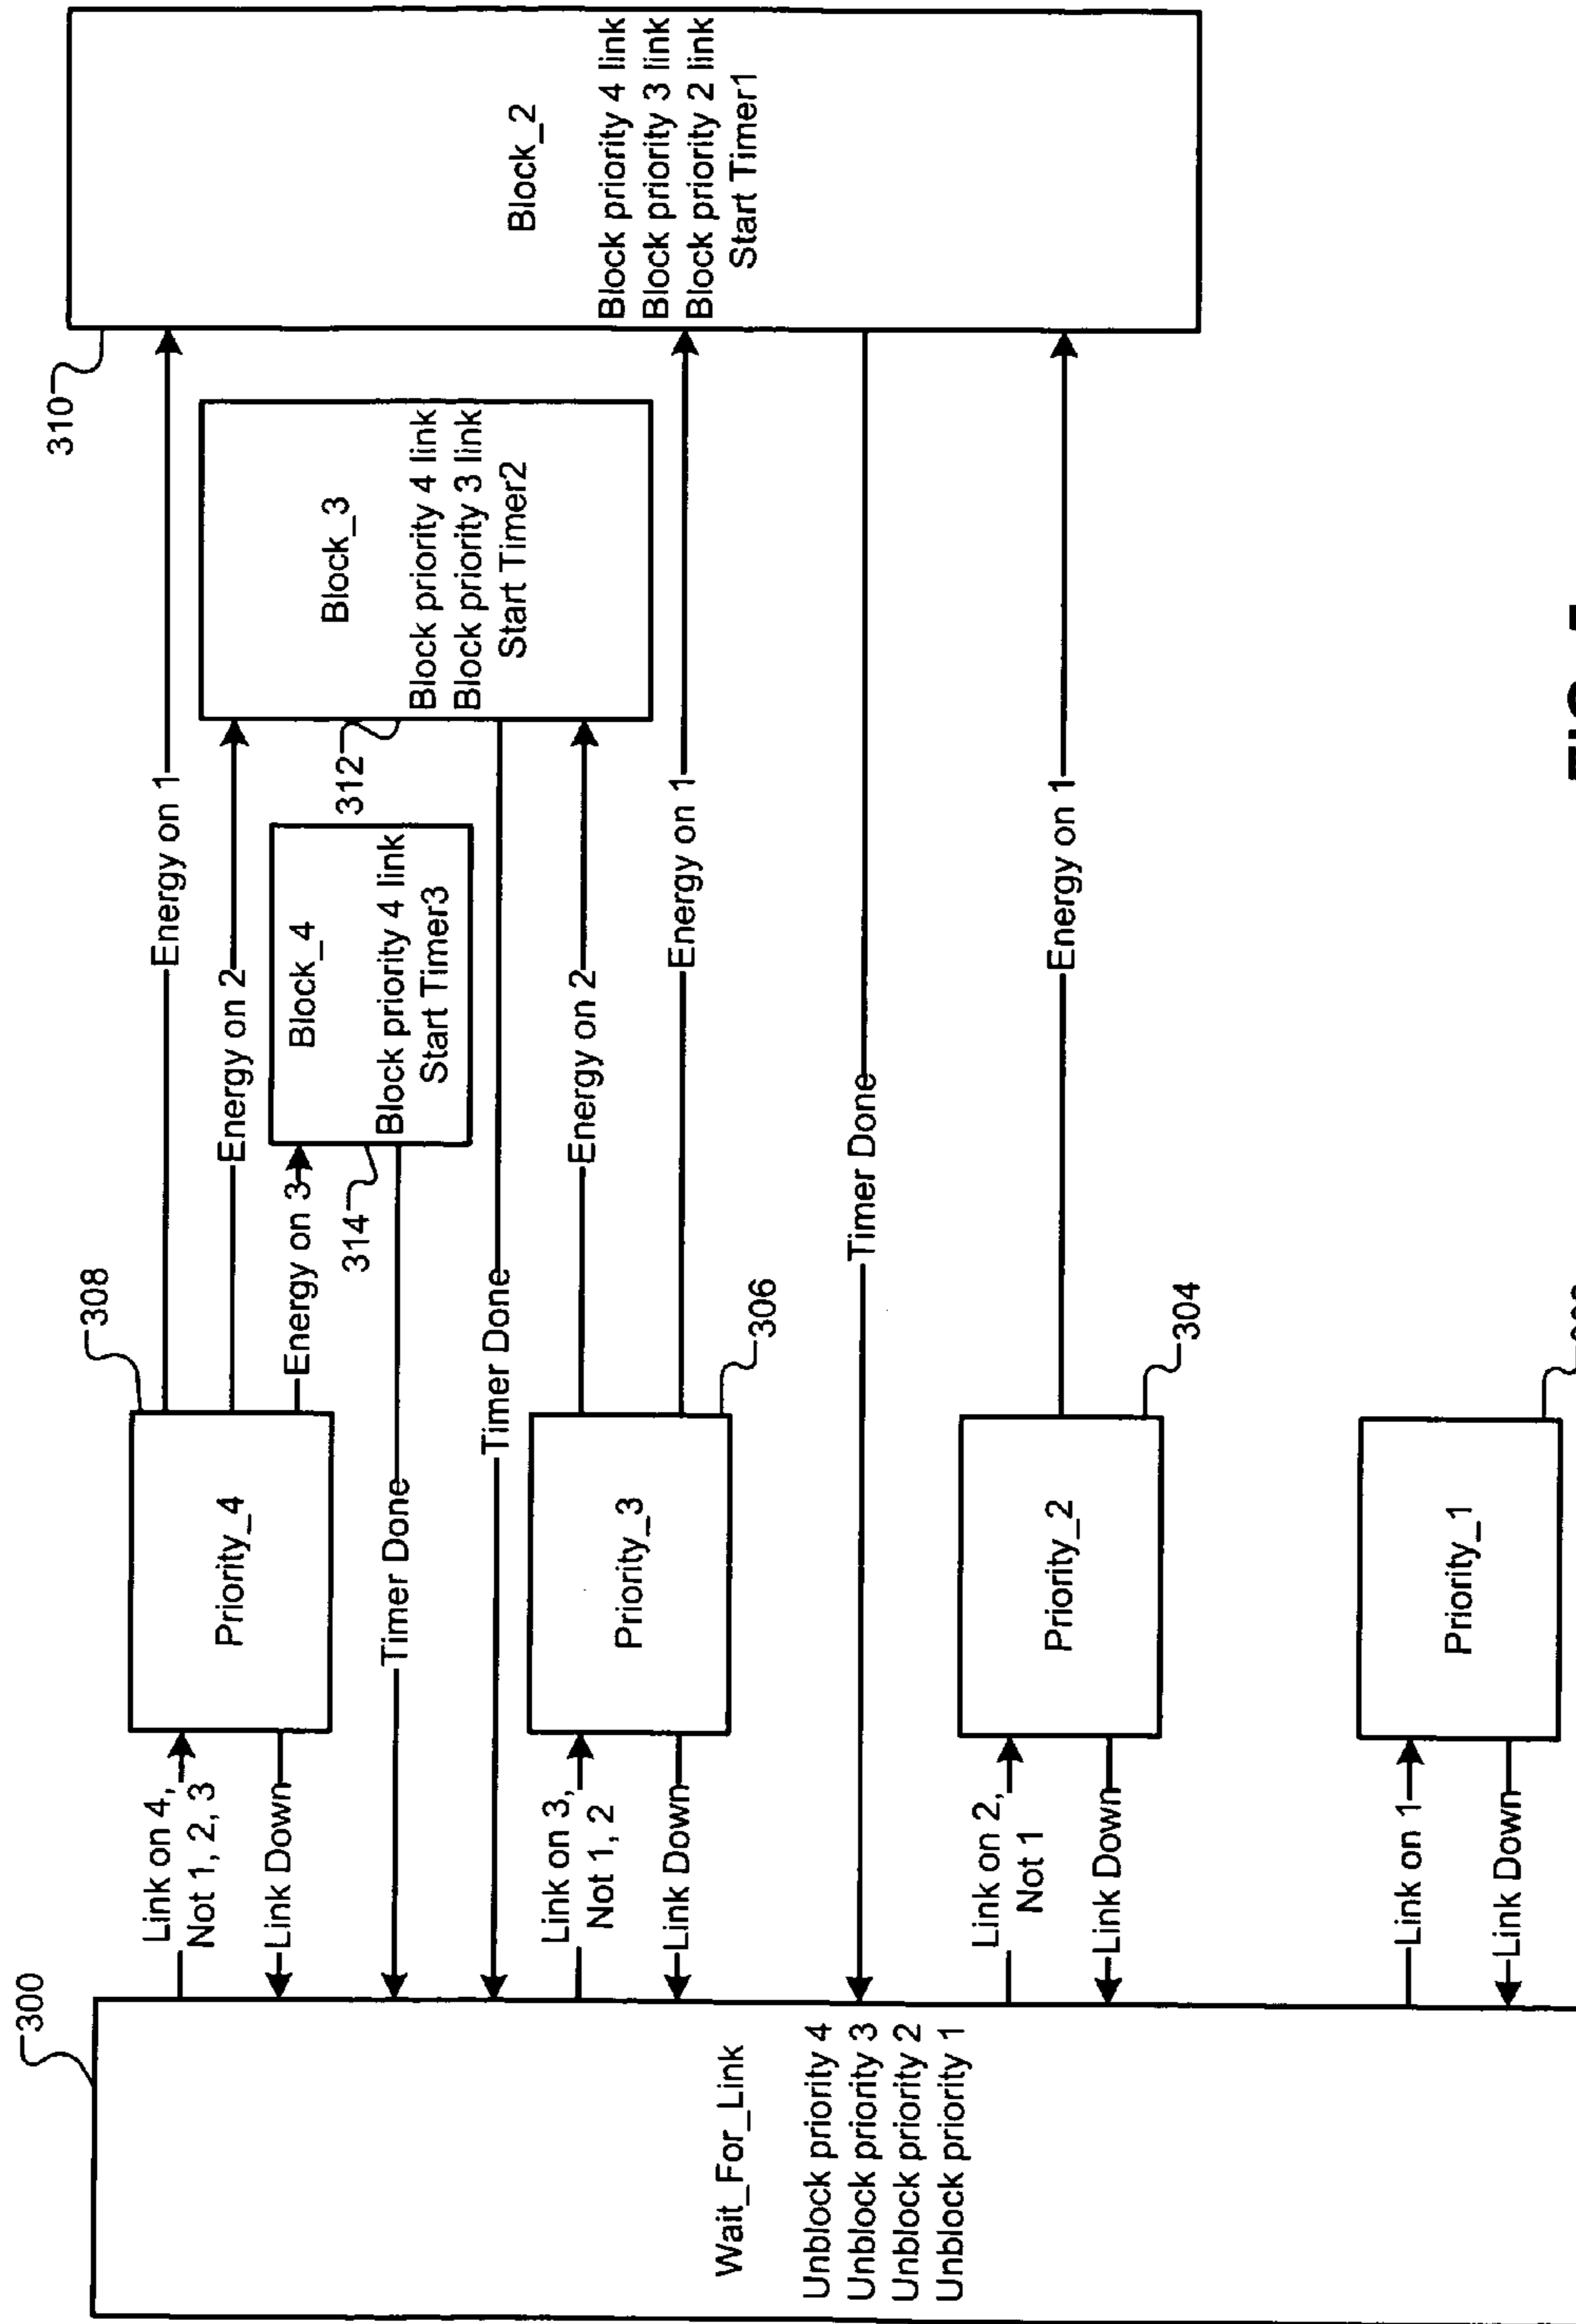 300
Wait_For_Link
Unblock priority 4
Unblock priority 3
Unblock priority 2
Unblock priority 1
Link on 4,
Not 1, 2, 3
Link Down
Timer Done
Timer Done
Link on 3,
Not 1, 2
Link Down
Timer Done
Link on 2,
Not 1
Link Down
Link on 1
Link Down
308
Priority_4
Priority_3
306
Priority_2
304
Priority_1
Energy on 1
Energy on 2
Energy on 3
314
Block_4
Block priority 4 link
Start Timer3
Energy on 2
Energy on 1
Energy on 1
312
Block_3
Block priority 4 link
Block priority 3 link
Start Timer2
310
Block_2
Block priority 4 link
Block priority 3 link
Block priority 2 link
Start Timer1